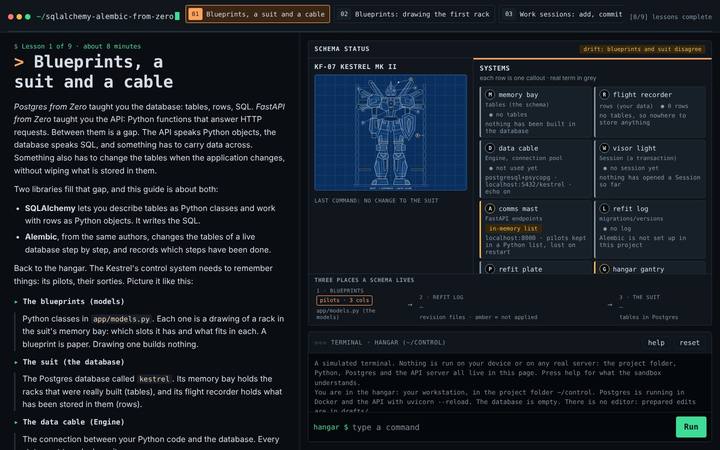 ~/sqlalchemy-alembic-from-zero
01 Blueprints, a suit and a cable
02 Blueprints: drawing the first rack
03 Work sessions: add, commit
[0/9] lessons complete
$ Lesson 1 of 9 · about 8 minutes
> Blueprints, a
suit and a cable
Postgres from Zero taught you the database: tables, rows, SQL. FastAPI
from Zero taught you the API: Python functions that answer HTTP
requests. Between them is a gap. The API speaks Python objects, the
database speaks SQL, and something has to carry data across.
Something also has to change the tables when the application changes,
without wiping what is stored in them.
Two libraries fill that gap, and this guide is about both:
• SQLAlchemy lets you describe tables as Python classes and work
with rows as Python objects. It writes the SQL.
• Alembic, from the same authors, changes the tables of a live
database step by step, and records which steps have been done.
Back to the hangar. The Kestrel's control system needs to remember
things: its pilots, their sorties. Picture it like this:
▸ The blueprints (models)
Python classes in app/models.py. Each one is a drawing of a rack in
the suit's memory bay: which slots it has and what fits in each. A
blueprint is paper. Drawing one builds nothing.
▸ The suit (the database)
The Postgres database called kestrel. Its memory bay holds the
racks that were really built (tables), and its flight recorder holds what
has been stored in them (rows).
▸ The data cable (Engine)
The connection between your Python code and the database. Every
SCHEMA STATUS
drift: blueprints and suit disagree
KF-07 KESTREL MK II
LAST COMMAND: NO CHANGE TO THE SUIT
SYSTEMS
each row is one callout · real term in grey
M memory bay
tables (the schema)
● no tables
nothing has been built in
the database
R flight recorder
rows (your data) ● 0 rows
no tables, so nowhere to
store anything
D data cable
Engine, connection pool
● not used yet
postgresql+psycopg ·
localhost:5432/kestrel ·
echo on
V visor light
Session (a transaction)
● no session yet
nothing has opened a Session
so far
A comms mast
FastAPI endpoints
in-memory list
localhost:8000 · pilots kept
in a Python list, lost on
restart
L refit log
migrations/versions
● not set up
Alembic is not set up in
this project
P refit plate
G hangar gantry
THREE PLACES A SCHEMA LIVES
1 · BLUEPRINTS
pilots · 3 cols
app/models.py (the
models)
→
2 · REFIT LOG
—
revision files · amber = not applied
→
3 · THE SUIT
—
tables in Postgres
TERMINAL · HANGAR (~/CONTROL)
help
reset
A simulated terminal. Nothing is run on your device or on any real server: the project folder,
Python, Postgres and the API server all live in this page. Press help for what the sandbox
understands.
You are in the hangar: your workstation, in the project folder ~/control. Postgres is running in
Docker and the API with uvicorn --reload. The database is empty. There is no editor: prepared edits
are in drafts/
hangar $ type a command
Run